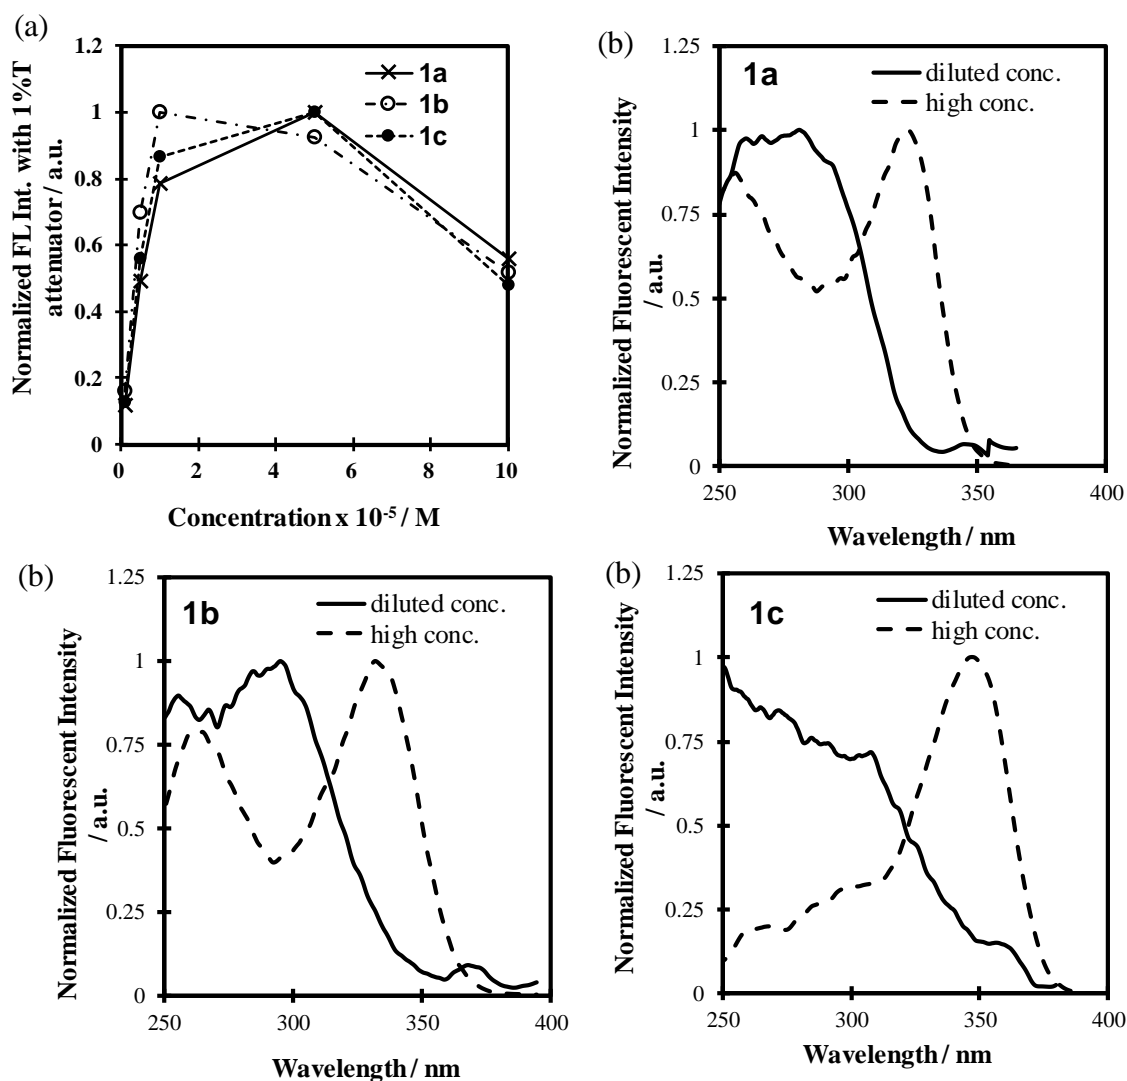 (a)
Normalized FL Int. with 1%T
attenuator / a.u.
1.2
1
0.8
0.6
0.4
0.2
0
0 2 4 6 8 10
Concentration x 10-5 / M
1a
1b
1c
(b)
Normalized Fluorescent Intensity
/ a.u.
1.25
1
0.75
0.5
0.25
0
250 300 350 400
Wavelength / nm
1a
diluted conc.
high conc.
(b)
Normalized Fluorescent Intensity
/ a.u.
1.25
1
0.75
0.5
0.25
0
250 300 350 400
Wavelength / nm
1b
diluted conc.
high conc.
(b)
Normalized Fluorescent Intensity
/ a.u.
1.25
1
0.75
0.5
0.25
0
250 300 350 400
Wavelength / nm
1c
diluted conc.
high conc.